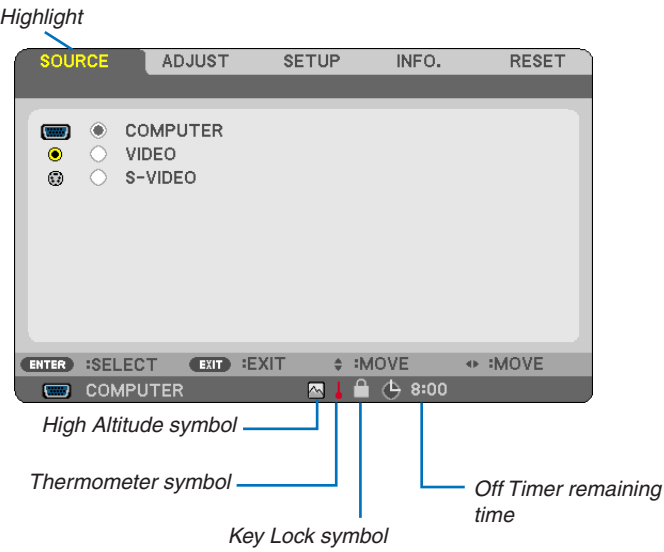 Highlight
SOURCE ADJUST SETUP INFO. RESET
COMPUTER
VIDEO
S-VIDEO
ENTER :SELECT EXIT :EXIT :MOVE :MOVE
COMPUTER 8:00
High Altitude symbol
Thermometer symbol
Off Timer remaining
time
Key Lock symbol